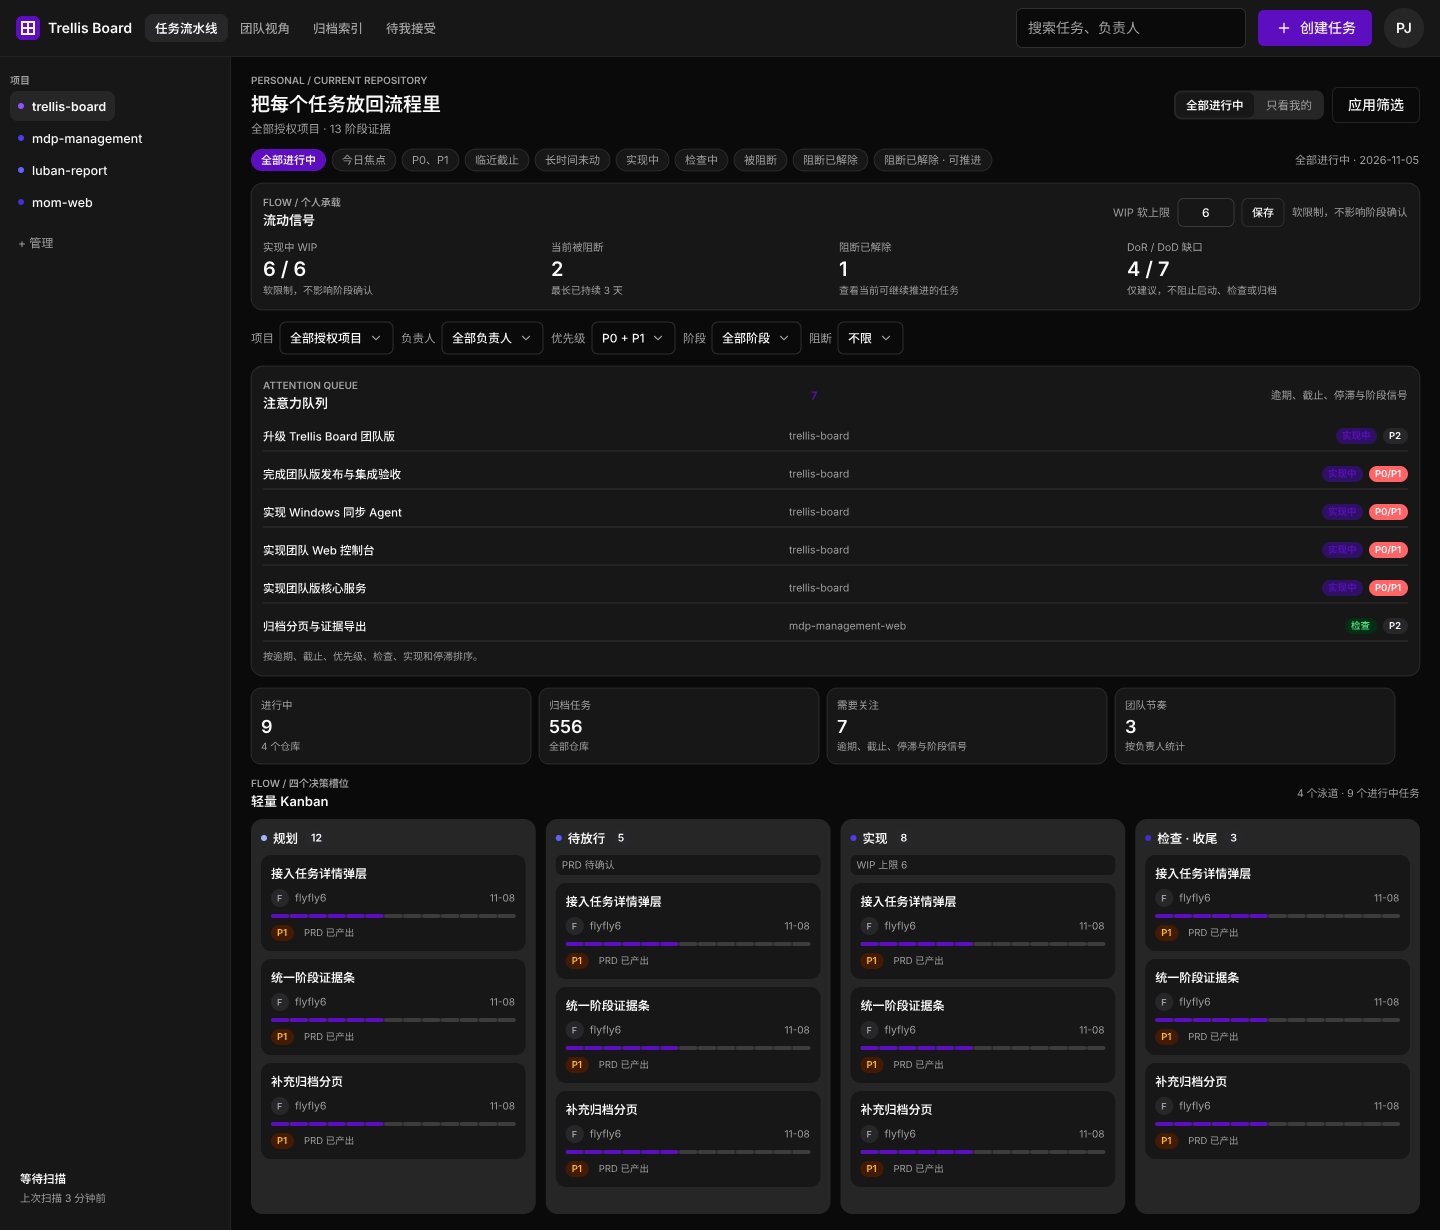 Trellis Board
任务流水线
团队视角
归档索引
待我接受
搜索任务、负责人
+ 创建任务
PJ
项目
trellis-board
mdp-management
luban-report
mom-web
+ 管理
等待扫描
上次扫描 3 分钟前
PERSONAL / CURRENT REPOSITORY
把每个任务放回流程里
全部授权项目 · 13 阶段证据
全部进行中
只看我的
应用筛选
全部进行中
今日焦点
P0、P1
临近截止
长时间未动
实现中
检查中
被阻断
阻断已解除
阻断已解除 · 可推进
全部进行中 · 2026-11-05
FLOW / 个人承载
流动信号
WIP 软上限
6
保存
软限制，不影响阶段确认
实现中 WIP
6 / 6
软限制，不影响阶段确认
当前被阻断
2
最长已持续 3 天
阻断已解除
1
查看当前可继续推进的任务
DoR / DoD 缺口
4 / 7
仅建议，不阻止启动、检查或归档
项目
全部授权项目
负责人
全部负责人
优先级
P0 + P1
阶段
全部阶段
阻断
不限
ATTENTION QUEUE
注意力队列
7
逾期、截止、停滞与阶段信号
升级 Trellis Board 团队版
trellis-board
实现中
P2
完成团队版发布与集成验收
trellis-board
实现中
P0/P1
实现 Windows 同步 Agent
trellis-board
实现中
P0/P1
实现团队 Web 控制台
trellis-board
实现中
P0/P1
实现团队版核心服务
trellis-board
实现中
P0/P1
归档分页与证据导出
mdp-management-web
检查
P2
按逾期、截止、优先级、检查、实现和停滞排序。
进行中
9
4 个仓库
归档任务
556
全部仓库
需要关注
7
逾期、截止、停滞与阶段信号
团队节奏
3
按负责人统计
FLOW / 四个决策槽位
轻量 Kanban
4 个泳道 · 9 个进行中任务
规划 12
接入任务详情弹层
F flyfly6 11-08
P1 PRD 已产出
统一阶段证据条
F flyfly6 11-08
P1 PRD 已产出
补充归档分页
F flyfly6 11-08
P1 PRD 已产出
待放行 5
PRD 待确认
接入任务详情弹层
F flyfly6 11-08
P1 PRD 已产出
统一阶段证据条
F flyfly6 11-08
P1 PRD 已产出
补充归档分页
F flyfly6 11-08
P1 PRD 已产出
实现 8
WIP 上限 6
接入任务详情弹层
F flyfly6 11-08
P1 PRD 已产出
统一阶段证据条
F flyfly6 11-08
P1 PRD 已产出
补充归档分页
F flyfly6 11-08
P1 PRD 已产出
检查 · 收尾 3
接入任务详情弹层
F flyfly6 11-08
P1 PRD 已产出
统一阶段证据条
F flyfly6 11-08
P1 PRD 已产出
补充归档分页
F flyfly6 11-08
P1 PRD 已产出